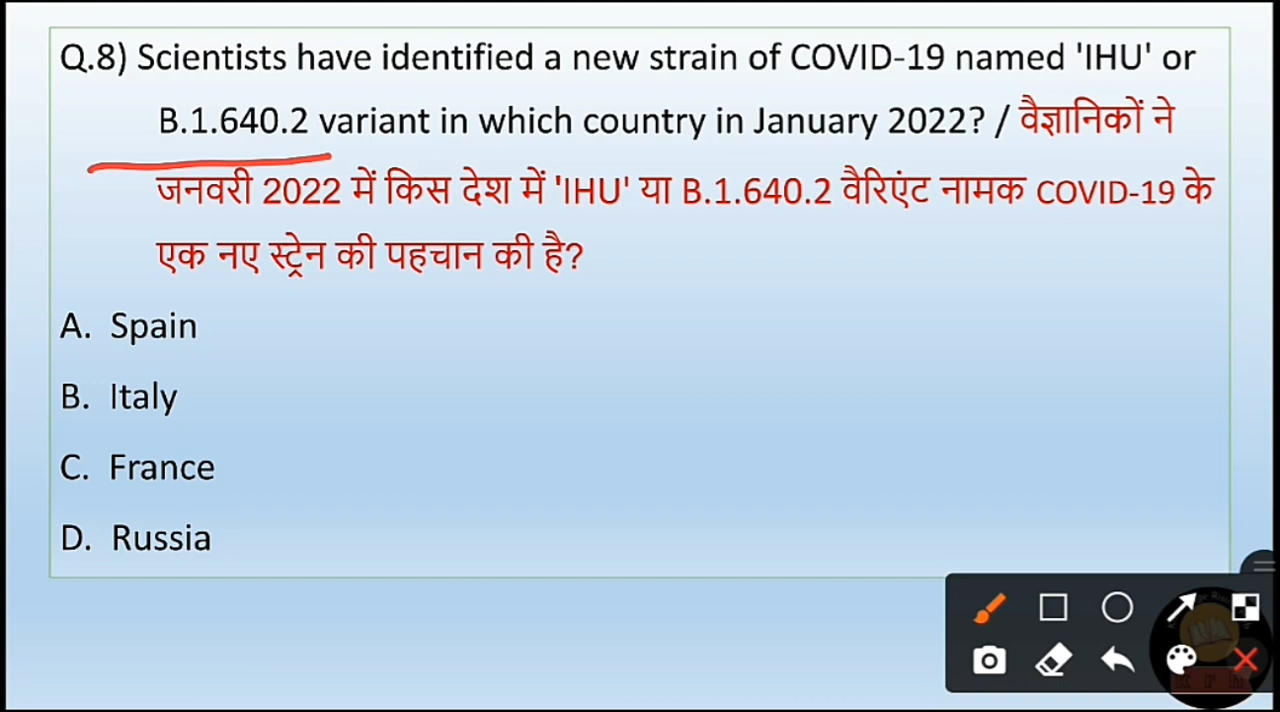 Q.8) Scientists have identified a new strain of COVID-19 named 'IHU' or
B.1.640.2 variant in which country in January 2022? / वैज्ञानिकों ने
जनवरी 2022 में किस देश में 'IHU' या B.1.640.2 वैरिएंट नामक COVID-19 के
एक नए स्ट्रेन की पहचान की है?
A. Spain
B. Italy
C. France
D. Russia